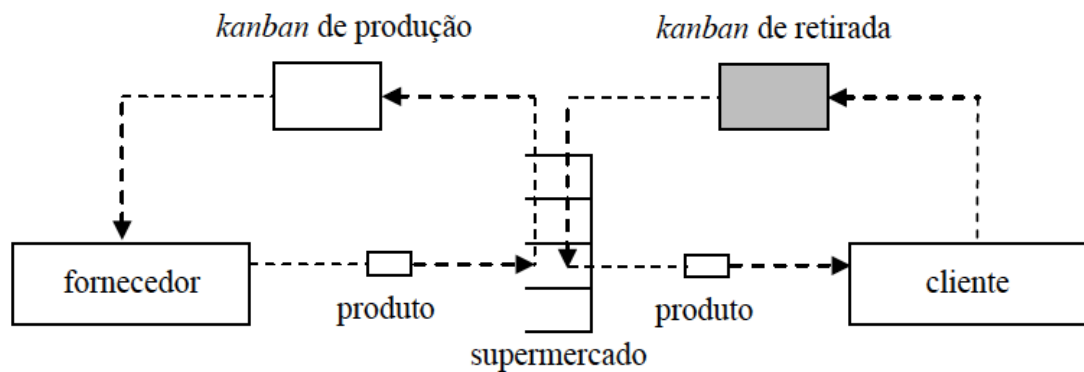 kanban de produção
kanban de retirada
fornecedor
produto
supermercado
produto
cliente